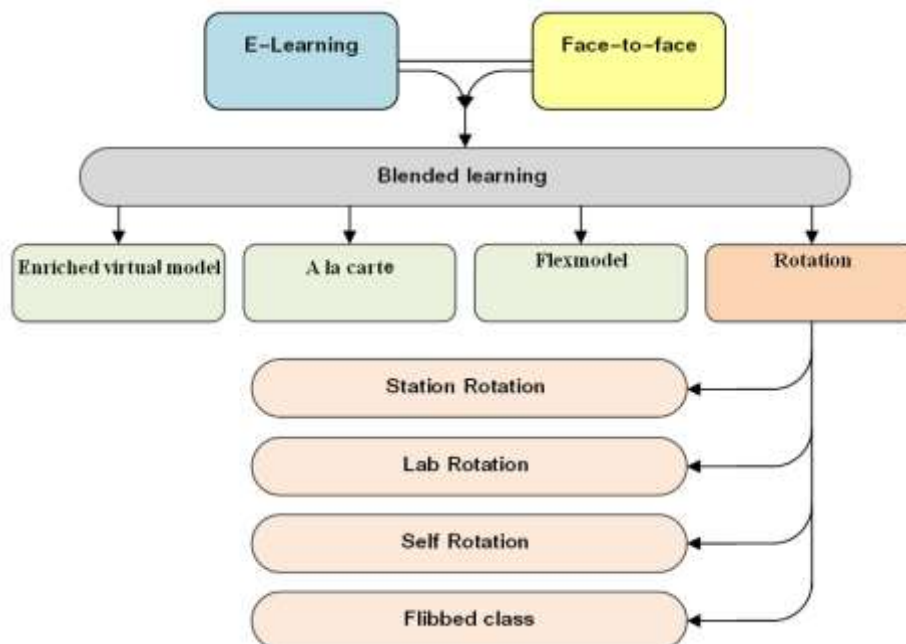 E-Learning
Face-to-face
Blended learning
Enriched virtual model
A la carte
Flexmodel
Rotation
Station Rotation
Lab Rotation
Self Rotation
Flibbed class